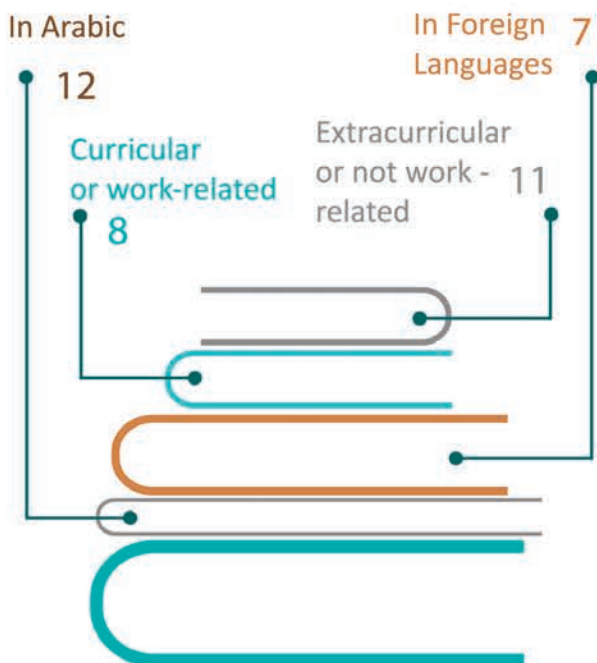 In Arabic
12
In Foreign 7
Languages
Curricular
or work-related
8
Extracurricular
or not work - 11
related